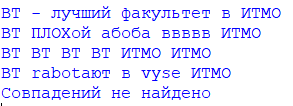 ВТ - лучший факультет в ИТМО
ВТ ПЛОХой абоба ввввв ИТМО
ВТ ВТ ВТ ВТ ИТМО ИТМО
ВТ rabotают в vyse ИТМО
Совпадений не найдено